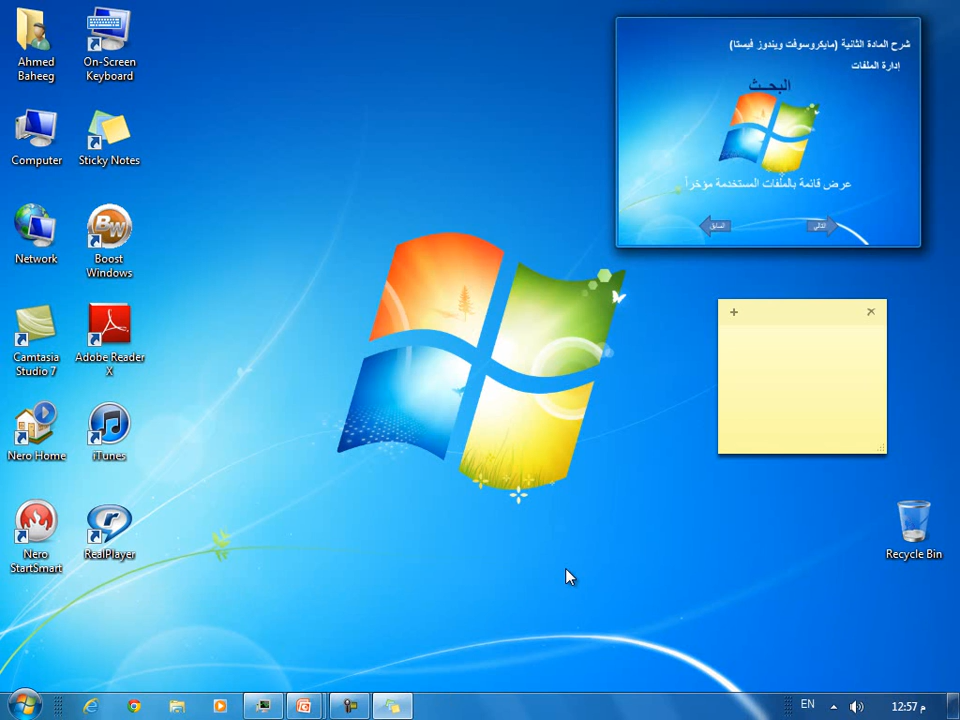 Ahmed
Baheeg
On-Screen
Keyboard
Computer
Sticky Notes
Network
BW
Boost
Windows
Camtasia
Studio 7
Adobe Reader
X
Nero Home
iTunes
Nero
StartSmart
RealPlayer
شرح المادة الثانية (مايكروسوفت ويندوز فيستا)
إدارة الملفات
البحـــث
عرض قائمة بالملفات المستخدمة مؤخراً
التالي
السابق
Recycle Bin
EN
12:57 م